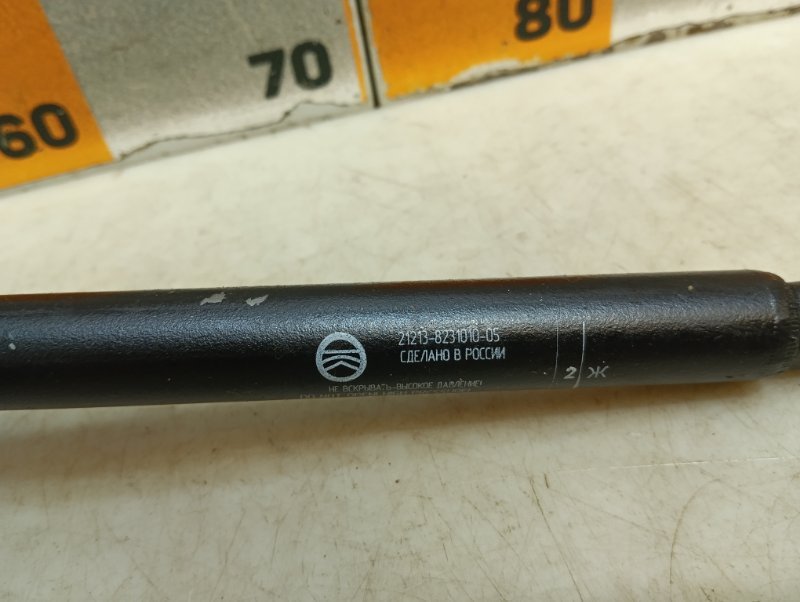 60
70
80
21213-8231010-05
СДЕЛАНО В РОССИИ
2 Ж
НЕ ВСКРЫВАТЬ-ВЫСОКОЕ ДАВЛЕНИЕ!